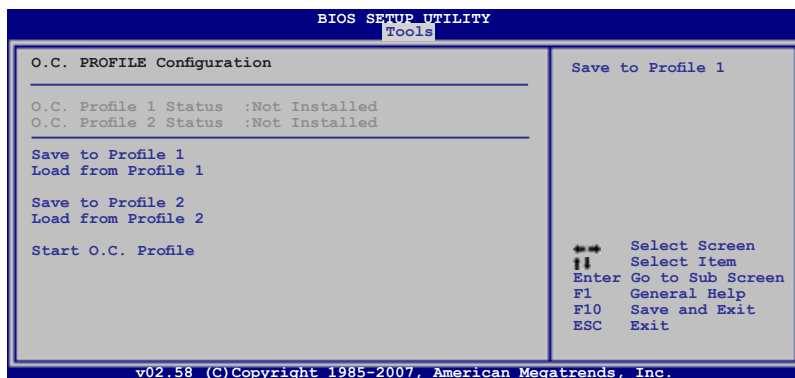 BIOS SETUP UTILITY
Tools
O.C. PROFILE Configuration
O.C. Profile 1 Status :Not Installed
O.C. Profile 2 Status :Not Installed
Save to Profile 1
Load from Profile 1
Save to Profile 2
Load from Profile 2
Start O.C. Profile
Save to Profile 1
Select Screen
Select Item
Enter Go to Sub Screen
F1 General Help
F10 Save and Exit
ESC Exit
v02.58 (C)Copyright 1985-2007, American Megatrends, Inc.